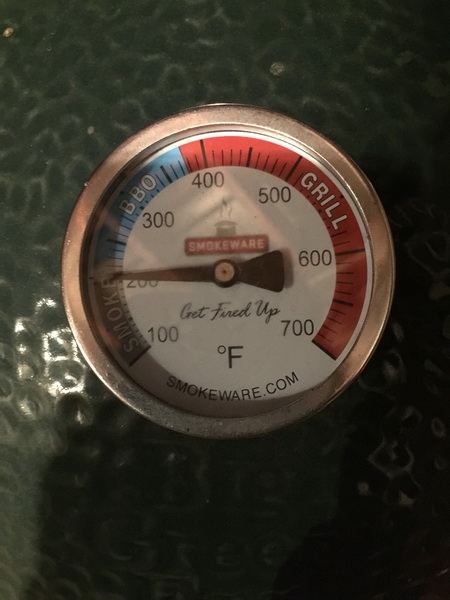 SMOKE
BBQ
GRILL
100
200
300
400
500
600
700
SMOKEWARE
Get Fired Up
°F
SMOKEWARE.COM